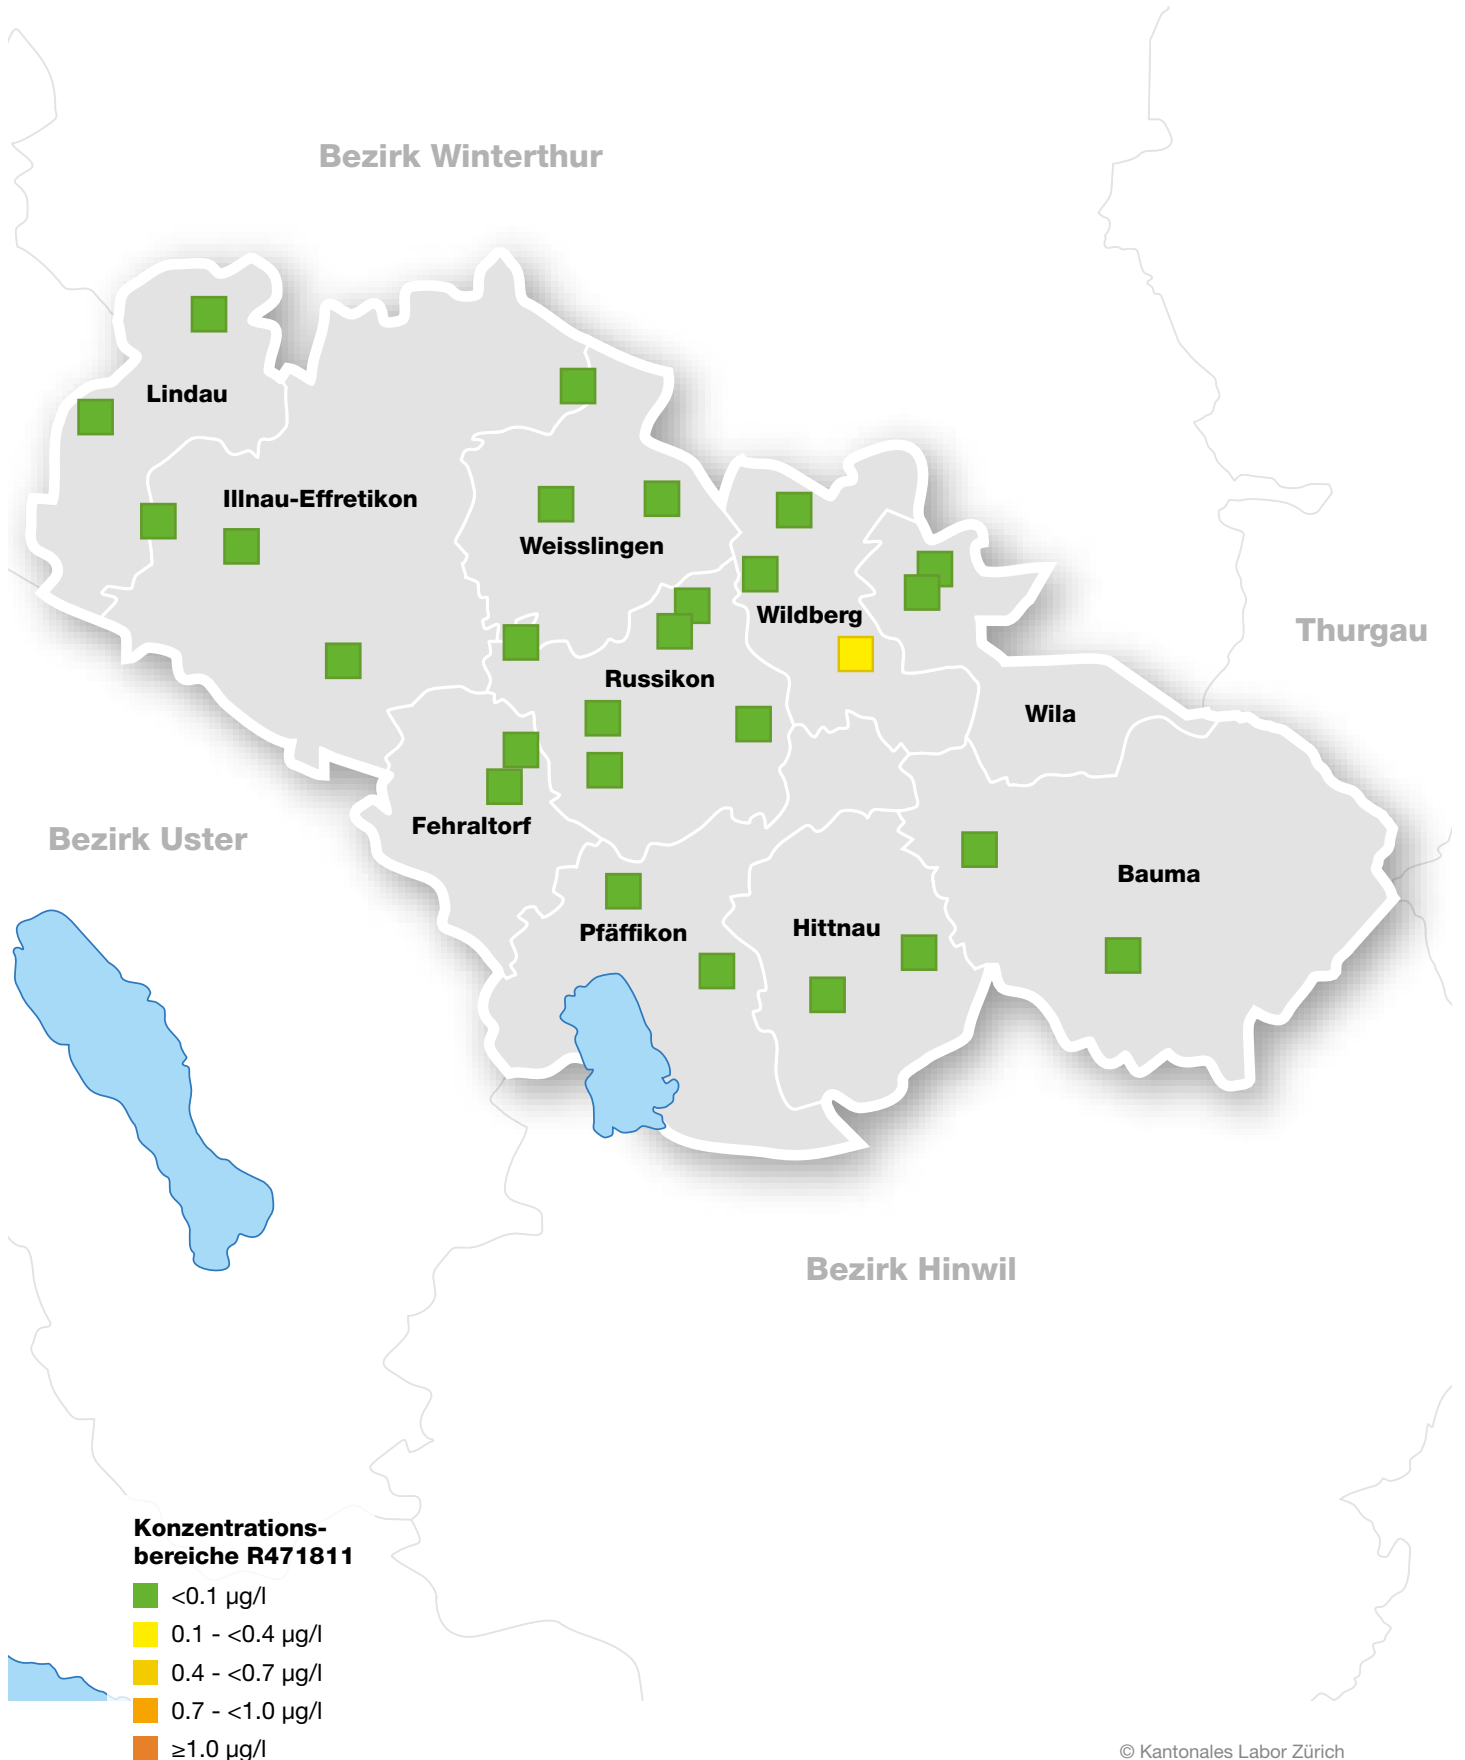 Bezirk Winterthur
Lindau
Illnau-Effretikon
Weisslingen
Wildberg
Thurgau
Russikon
Wila
Fehraltorf
Bezirk Uster
Bauma
Hittnau
Pfäffikon
Bezirk Hinwil
Konzentrations-
bereiche R471811
<0.1 µg/l
0.1 - <0.4 µg/l
0.4 - <0.7 µg/l
0.7 - <1.0 µg/l
≥1.0 µg/l
© Kantonales Labor Zürich